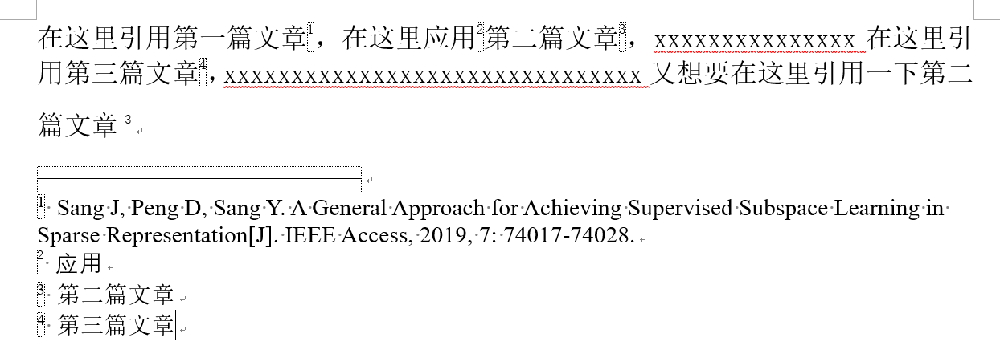 在这里引用第一篇文章1，在这里应用2第二篇文章3，xxxxxxxxxxxxxxx 在这里引
用第三篇文章4，xxxxxxxxxxxxxxxxxxxxxxxxxxxxxxx 又想要在这里引用一下第二
篇文章 3
1 Sang J, Peng D, Sang Y. A General Approach for Achieving Supervised Subspace Learning in
Sparse Representation[J]. IEEE Access, 2019, 7: 74017-74028.
2 应用
3 第二篇文章
4 第三篇文章